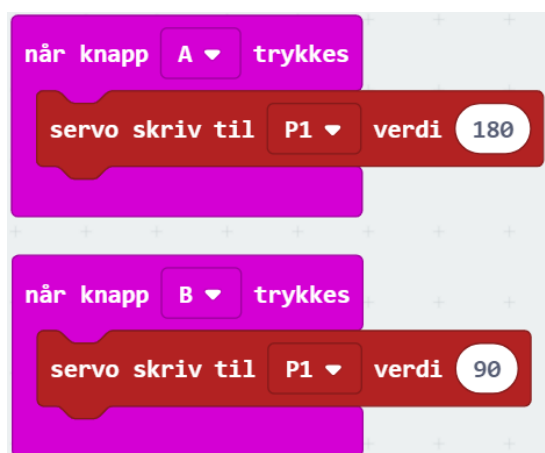 når knapp A trykkes
servo skriv til P1 verdi 180
når knapp B trykkes
servo skriv til P1 verdi 90